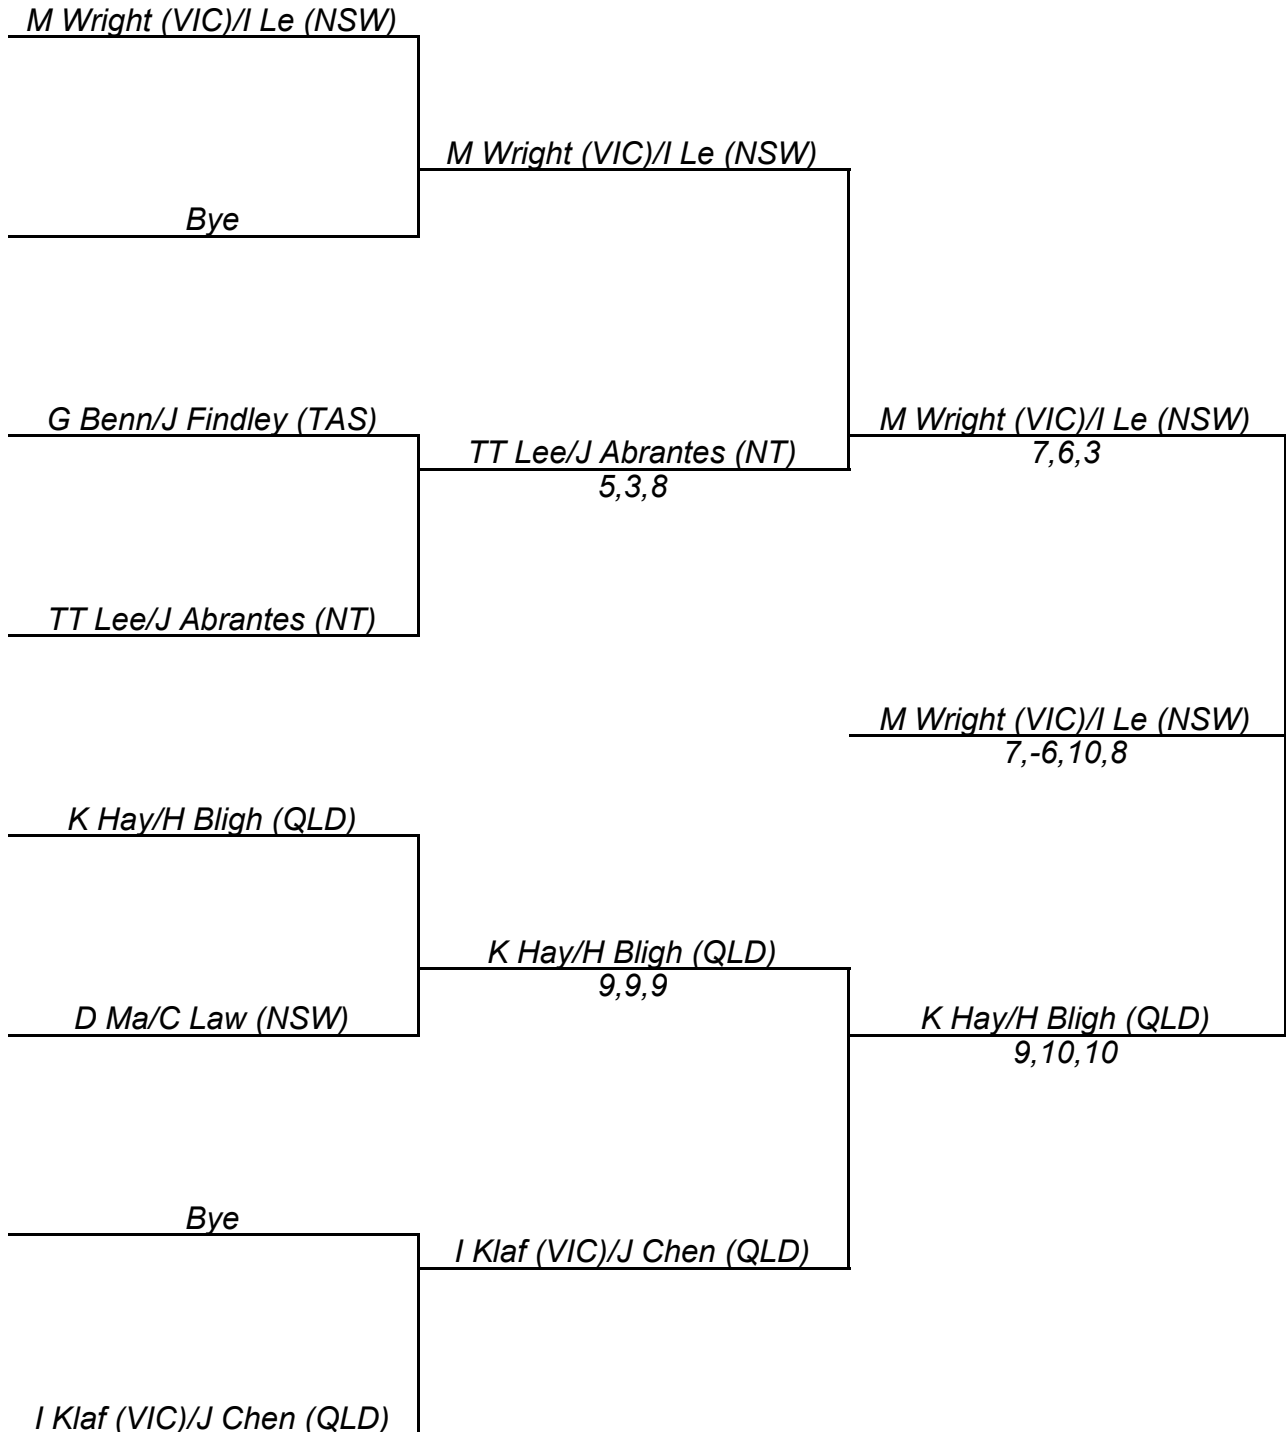 M Wright (VIC)/I Le (NSW)
M Wright (VIC)/I Le (NSW)
Bye
G Benn/J Findley (TAS)
M Wright (VIC)/I Le (NSW)
7,6,3
TT Lee/J Abrantes (NT)
5,3,8
TT Lee/J Abrantes (NT)
M Wright (VIC)/I Le (NSW)
7,-6,10,8
K Hay/H Bligh (QLD)
K Hay/H Bligh (QLD)
9,9,9
D Ma/C Law (NSW)
K Hay/H Bligh (QLD)
9,10,10
Bye
I Klaf (VIC)/J Chen (QLD)
I Klaf (VIC)/J Chen (QLD)